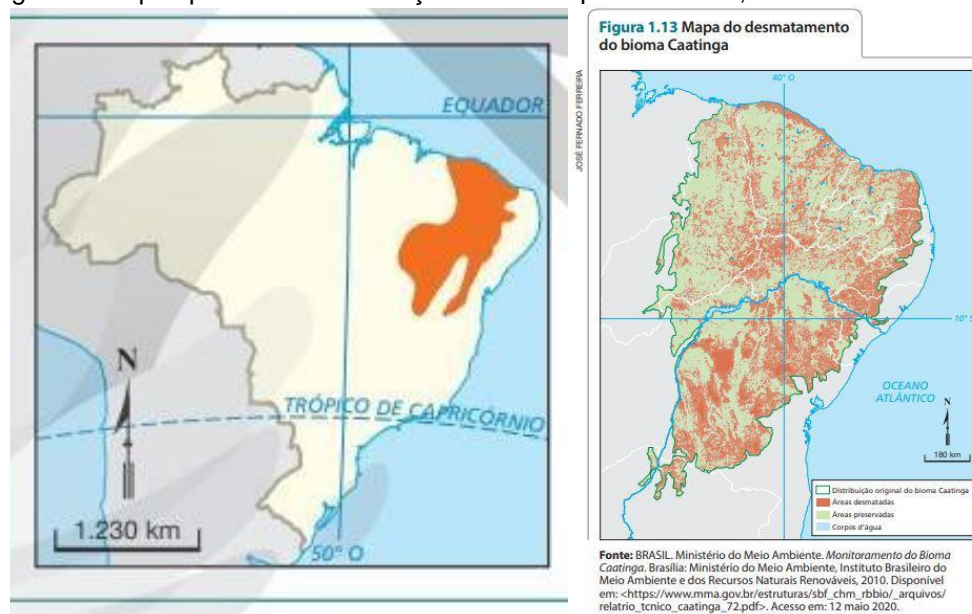 EQUADOR
N
TRÓPICO DE CAPRICÓRNIO
1.230 km
50° O
Figura 1.13 Mapa do desmatamento
do bioma Caatinga
JOSÉ FERNADO FERREIRA
40° O
10° S
OCEANO
ATLÂNTICO
N
180 km
Distribuição original do bioma Caatinga
Áreas desmatadas
Áreas preservadas
Corpos d'água
Fonte: BRASIL. Ministério do Meio Ambiente. Monitoramento do Bioma
Caatinga. Brasília: Ministério do Meio Ambiente, Instituto Brasileiro do
Meio Ambiente e dos Recursos Naturais Renováveis, 2010. Disponível
em: <https://www.mma.gov.br/estruturas/sbf_chm_rbbio/_arquivos/
relatrio_tcnico_caatinga_72.pdf>. Acesso em: 12 maio 2020.